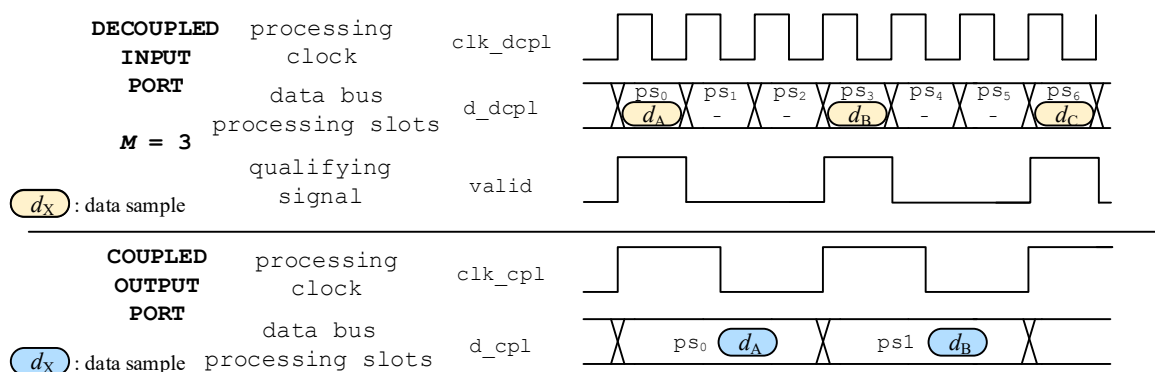 DECOUPLED
INPUT
PORT
M = 3
processing
clock
clk_dcpl
data bus
processing slots
d_dcpl
ps0 ps1 ps2 ps3 ps4 ps5 ps6
dA - - dB - - dC
qualifying
signal
valid
dX : data sample
COUPLED
OUTPUT
PORT
processing
clock
clk_cpl
data bus
processing slots
d_cpl
ps0 dA ps1 dB
dX : data sample